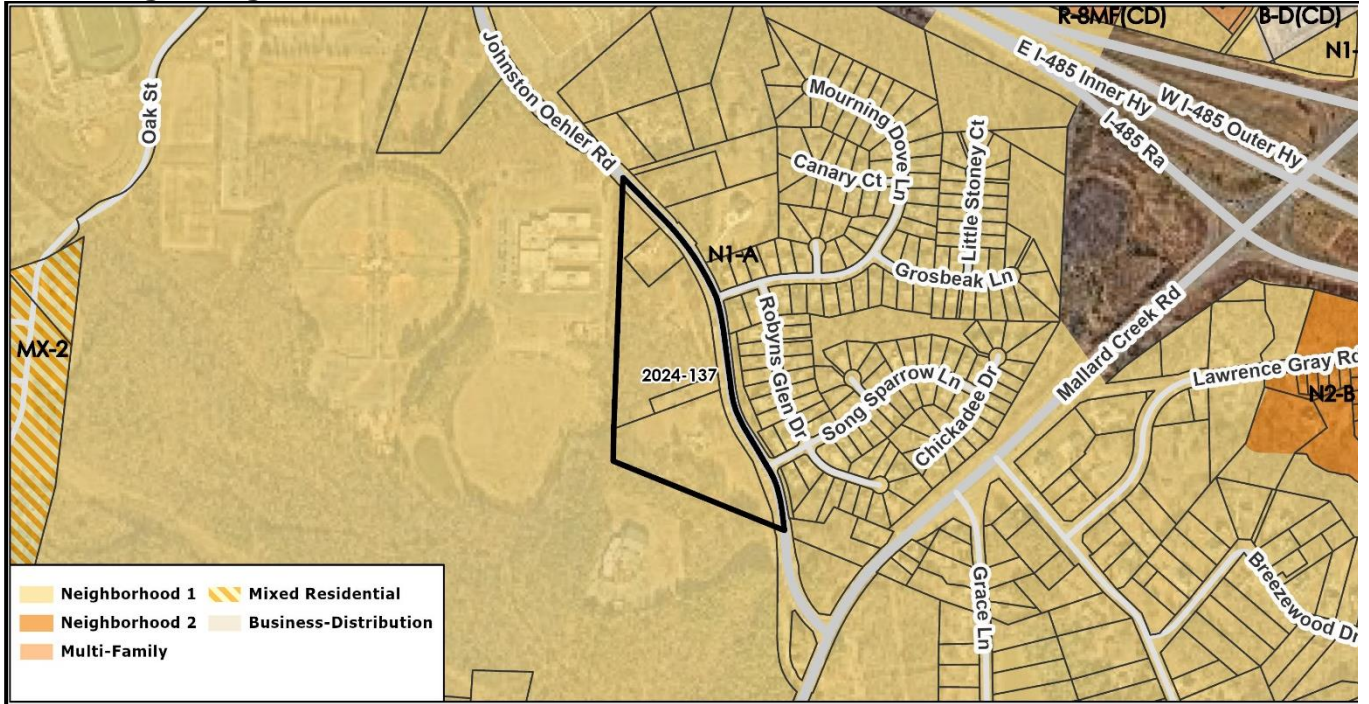 R-8MF(CD)
B-D(CD)
N1-
E I-485 Inner Hy
W I-485 Outer Hy
I-485 Ra
Johnston Oehler Rd
Oak St
Mourning Dove Ln
Canary Ct
Little Stoney Ct
N1-A
Grosbeak Ln
Robyns Glen Dr
MX-2
2024-137
Song Sparrow Ln
Chickadee Dr
Mallard Creek Rd
Lawrence Gray Rd
N2-B
Grace Ln
Breezewood Dr
Neighborhood 1
Mixed Residential
Neighborhood 2
Business-Distribution
Multi-Family